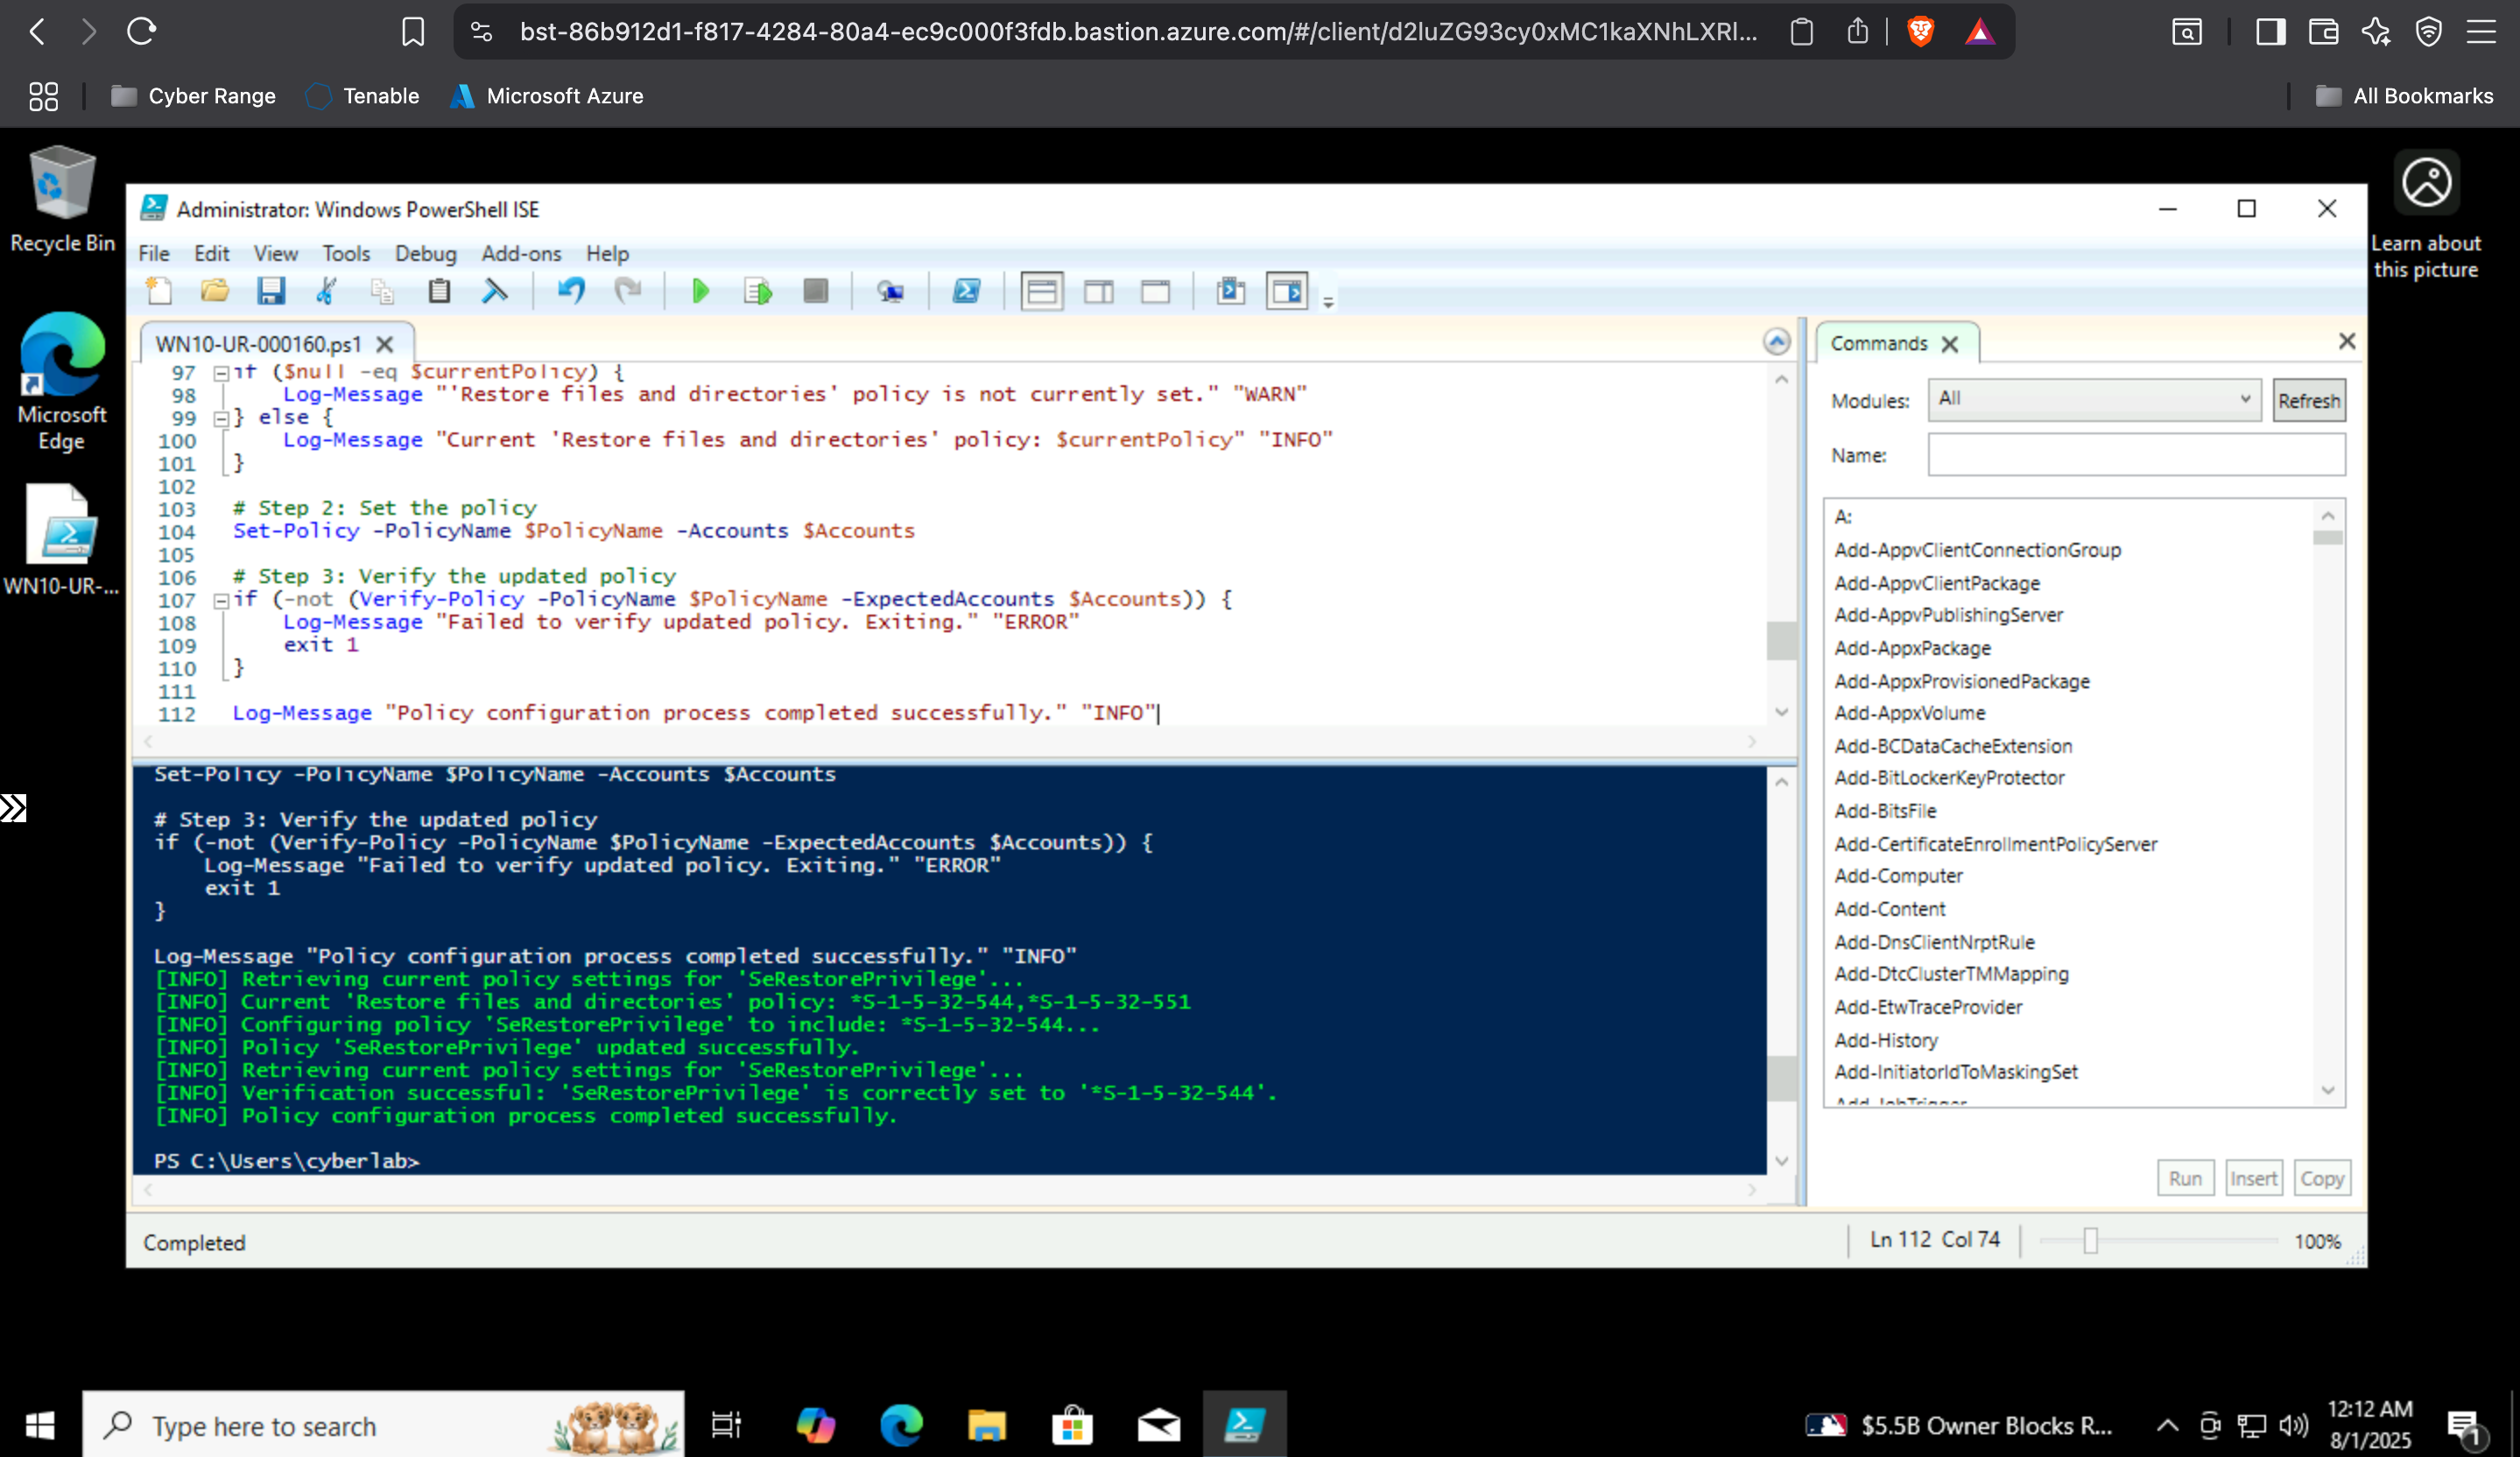 bst-86b912d1-f817-4284-80a4-ec9c000f3fdb.bastion.azure.com/#/client/d2luZG93cy0xMC1kaXNhLXRl...
Cyber Range
Tenable
Microsoft Azure
All Bookmarks
Recycle Bin
Microsoft
Edge
WN10-UR-...
Learn about
this picture
Administrator: Windows PowerShell ISE
File Edit View Tools Debug Add-ons Help
WN10-UR-000160.ps1
97 if ($null -eq $currentPolicy) {
98 Log-Message "'Restore files and directories' policy is not currently set." "WARN"
99 } else {
100 Log-Message "Current 'Restore files and directories' policy: $currentPolicy" "INFO"
101 }
102
103 # Step 2: Set the policy
104 Set-Policy -PolicyName $PolicyName -Accounts $Accounts
105
106 # Step 3: Verify the updated policy
107 if (-not (Verify-Policy -PolicyName $PolicyName -ExpectedAccounts $Accounts)) {
108 Log-Message "Failed to verify updated policy. Exiting." "ERROR"
109 exit 1
110 }
111
112 Log-Message "Policy configuration process completed successfully." "INFO"
Set-Policy -PolicyName $PolicyName -Accounts $Accounts
# Step 3: Verify the updated policy
if (-not (Verify-Policy -PolicyName $PolicyName -ExpectedAccounts $Accounts)) {
Log-Message "Failed to verify updated policy. Exiting." "ERROR"
exit 1
}
Log-Message "Policy configuration process completed successfully." "INFO"
[INFO] Retrieving current policy settings for 'SeRestorePrivilege'...
[INFO] Current 'Restore files and directories' policy: *S-1-5-32-544,*S-1-5-32-551
[INFO] Configuring policy 'SeRestorePrivilege' to include: *S-1-5-32-544...
[INFO] Policy 'SeRestorePrivilege' updated successfully.
[INFO] Retrieving current policy settings for 'SeRestorePrivilege'...
[INFO] Verification successful: 'SeRestorePrivilege' is correctly set to '*S-1-5-32-544'.
[INFO] Policy configuration process completed successfully.
PS C:\Users\cyberlab>
Commands
Modules: All Refresh
Name:
A:
Add-AppvClientConnectionGroup
Add-AppvClientPackage
Add-AppvPublishingServer
Add-AppxPackage
Add-AppxProvisionedPackage
Add-AppxVolume
Add-BCDataCacheExtension
Add-BitLockerKeyProtector
Add-BitsFile
Add-CertificateEnrollmentPolicyServer
Add-Computer
Add-Content
Add-DnsClientNrptRule
Add-DtcClusterTMMapping
Add-EtwTraceProvider
Add-History
Add-InitiatorIdToMaskingSet
Add-JobTrigger
Run Insert Copy
Completed
Ln 112 Col 74
100%
Type here to search
$5.5B Owner Blocks R...
12:12 AM
8/1/2025
1